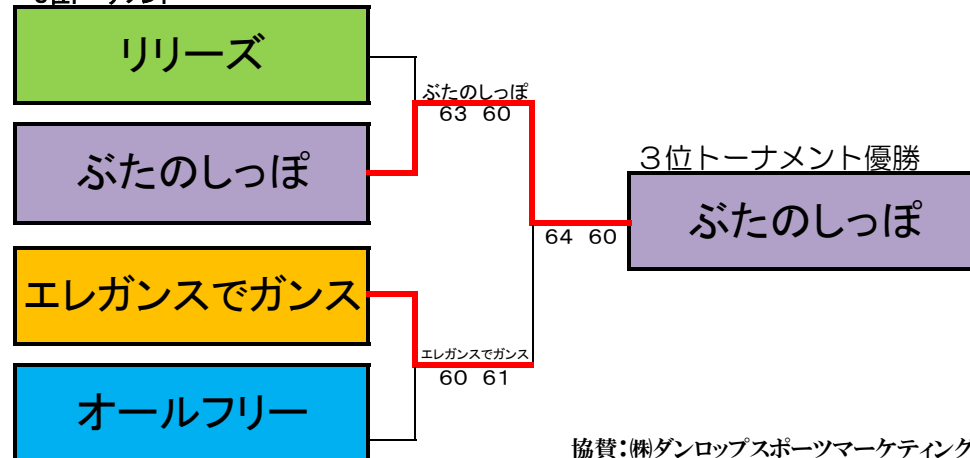 リリーズ
ぶたのしっぽ
63 60
ぶたのしっぽ
３位トーナメント優勝
ぶたのしっぽ
64 60
エレガンスでガンス
エレガンスでガンス
60 61
オールフリー
協賛：㈱ダンロップスポーツマーケティング